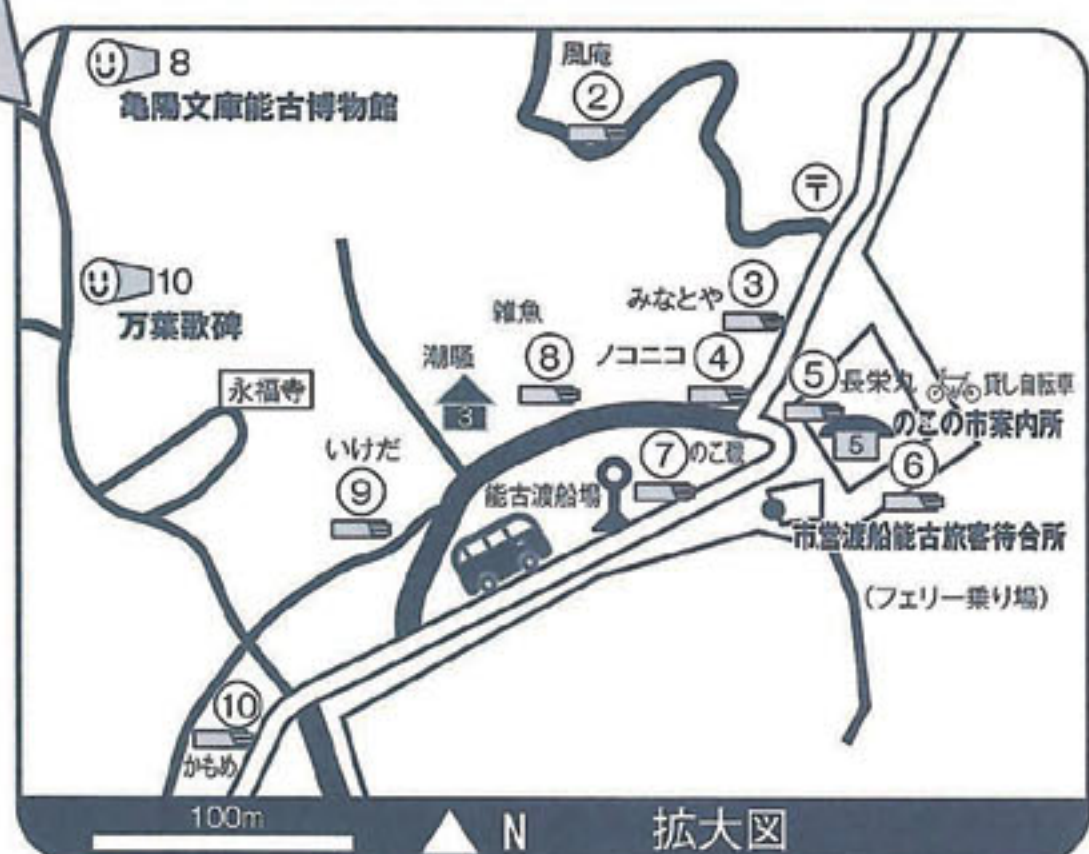 8
亀陽文庫能古博物館
風庵
②
〒
10
万葉歌碑
みなとや
③
雑魚
⑧
ノコニコ
④
潮騒
3
⑤
長栄丸
貸し自転車
のこの市案内所
5
永福寺
いけだ
⑨
能古渡船場
⑦
のこ磯
⑥
市営渡船能古旅客待合所
(フェリー乗り場)
⑩
かもめ
100m
N
拡大図